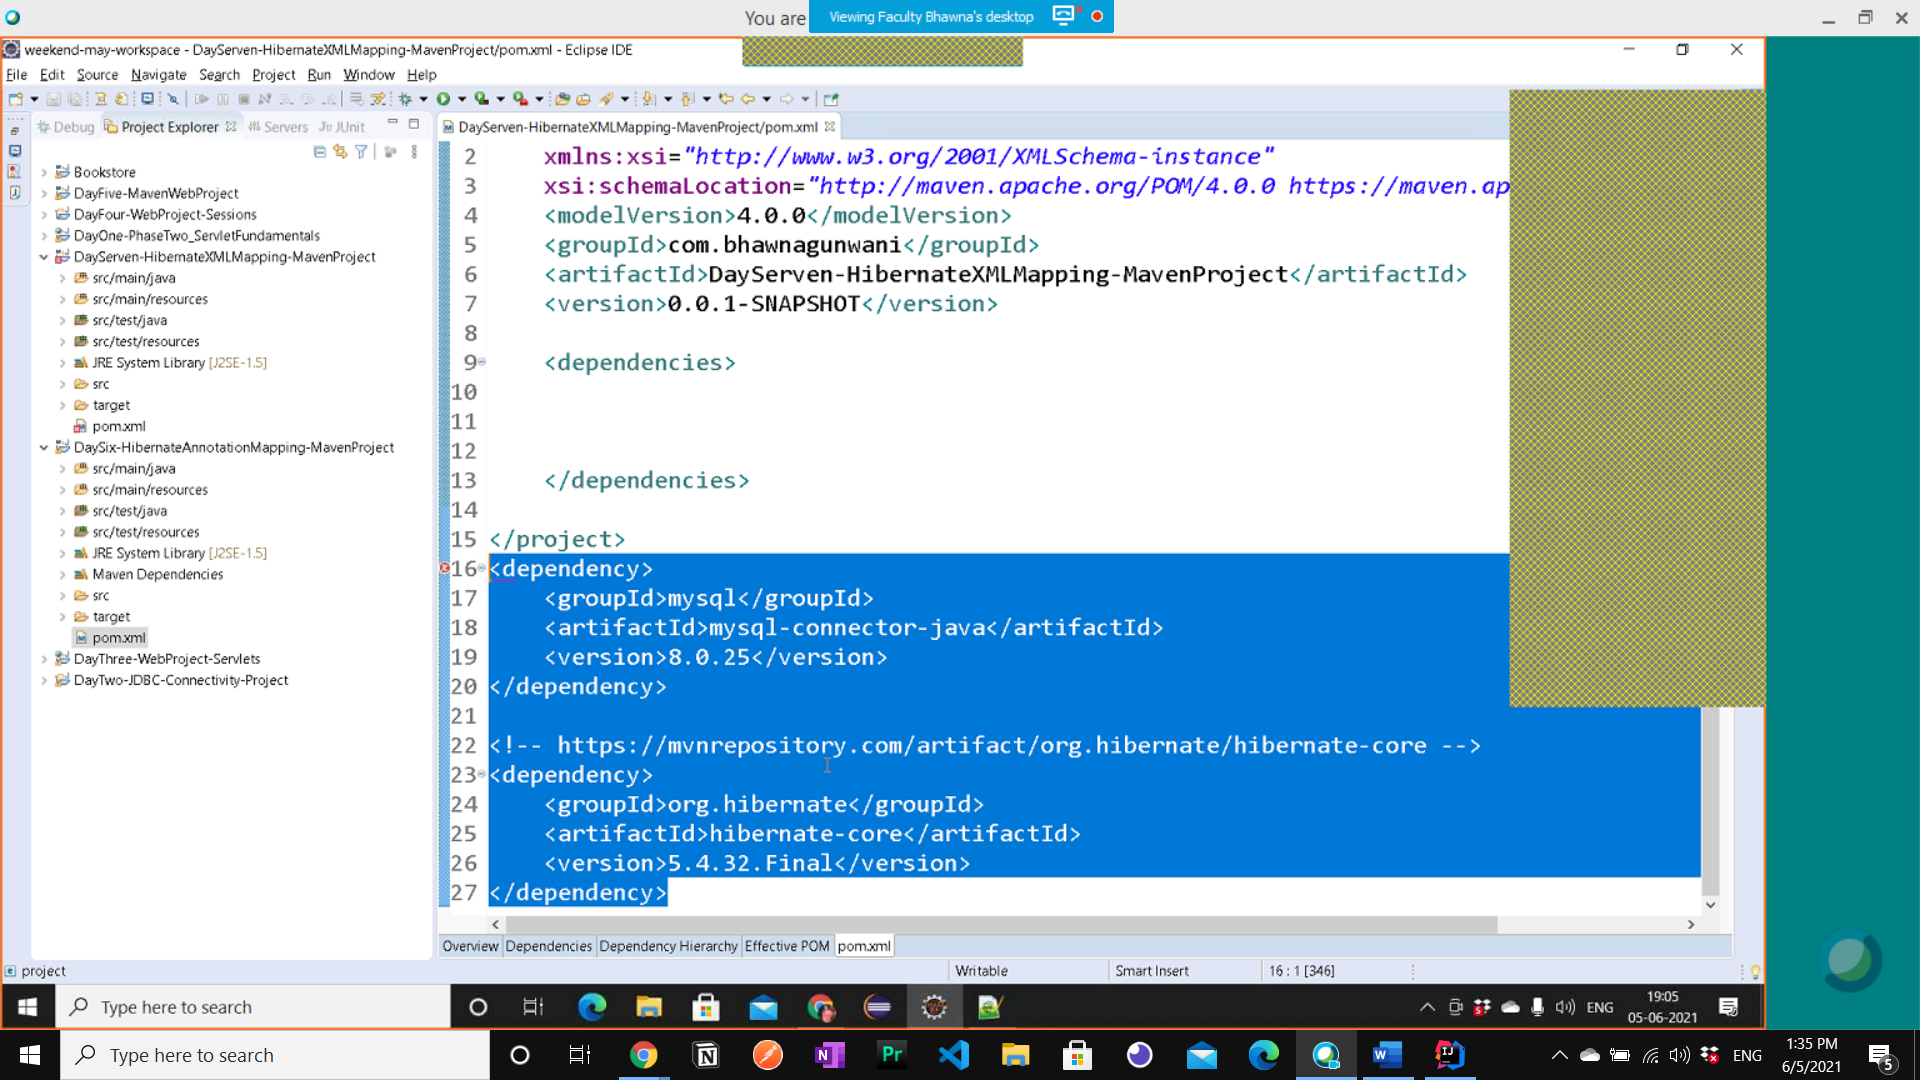 You are
Viewing Faculty Bhawna's desktop
weekend-may-workspace - DayServen-HibernateXMLMapping-MavenProject/pom.xml - Eclipse IDE
File Edit Source Navigate Search Project Run Window Help
Debug Project Explorer Servers JUnit
DayServen-HibernateXMLMapping-MavenProject/pom.xml
Bookstore
DayFive-MavenWebProject
DayFour-WebProject-Sessions
DayOne-PhaseTwo_ServletFundamentals
DayServen-HibernateXMLMapping-MavenProject
src/main/java
src/main/resources
src/test/java
src/test/resources
JRE System Library [J2SE-1.5]
src
target
pom.xml
DaySix-HibernateAnnotationMapping-MavenProject
src/main/java
src/main/resources
src/test/java
src/test/resources
JRE System Library [J2SE-1.5]
Maven Dependencies
src
target
pom.xml
DayThree-WebProject-Servlets
DayTwo-JDBC-Connectivity-Project
2 xmlns:xsi="http://www.w3.org/2001/XMLSchema-instance"
3 xsi:schemaLocation="http://maven.apache.org/POM/4.0.0 https://maven.ap
4 <modelVersion>4.0.0</modelVersion>
5 <groupId>com.bhawnagunwani</groupId>
6 <artifactId>DayServen-HibernateXMLMapping-MavenProject</artifactId>
7 <version>0.0.1-SNAPSHOT</version>
8
9 <dependencies>
10
11
12
13 </dependencies>
14
15 </project>
16 <dependency>
17 <groupId>mysql</groupId>
18 <artifactId>mysql-connector-java</artifactId>
19 <version>8.0.25</version>
20 </dependency>
21
22 <!-- https://mvnrepository.com/artifact/org.hibernate/hibernate-core -->
23 <dependency>
24 <groupId>org.hibernate</groupId>
25 <artifactId>hibernate-core</artifactId>
26 <version>5.4.32.Final</version>
27 </dependency>
Overview Dependencies Dependency Hierarchy Effective POM pom.xml
project
Writable
Smart Insert
16 : 1 [346]
Type here to search
ENG
19:05
05-06-2021
Type here to search
ENG
1:35 PM
6/5/2021
5